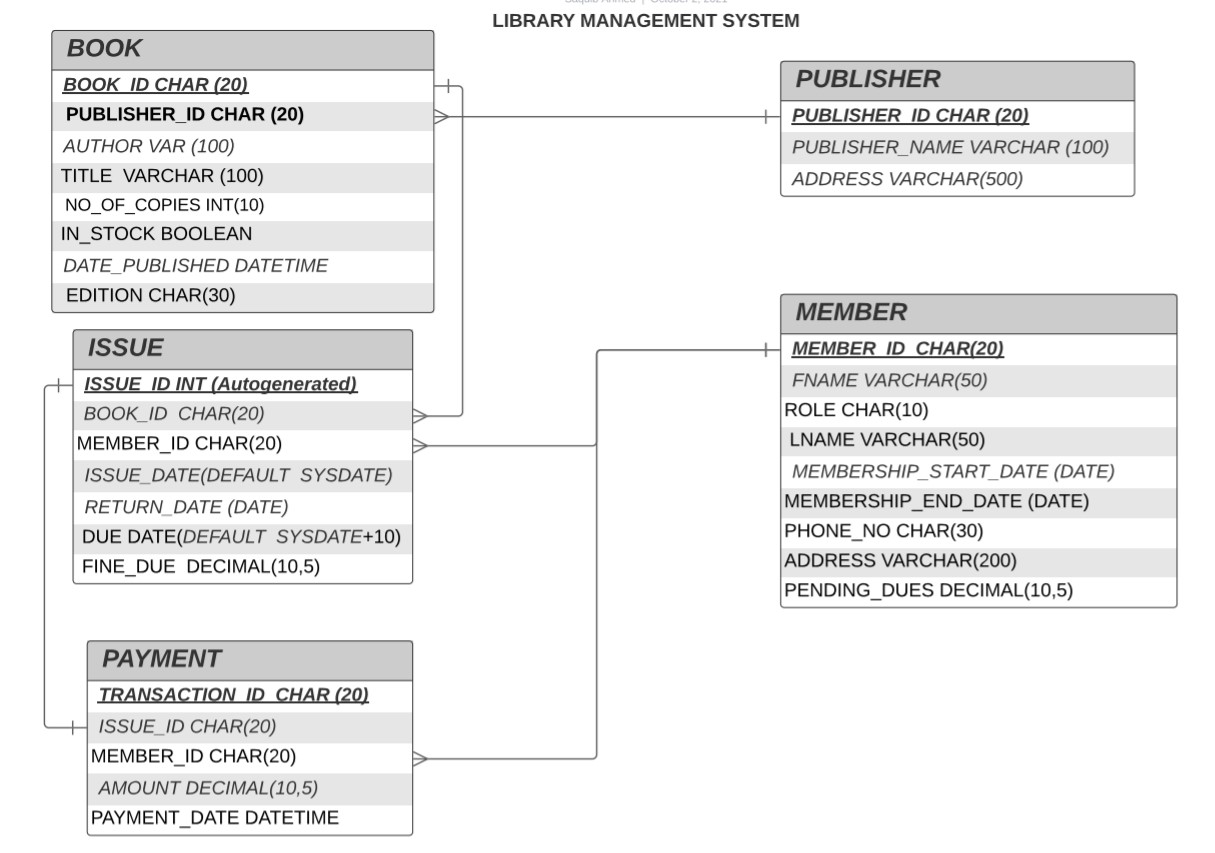 LIBRARY MANAGEMENT SYSTEM
BOOK
BOOK_ID CHAR (20)
PUBLISHER_ID CHAR (20)
AUTHOR VAR (100)
TITLE VARCHAR (100)
NO_OF_COPIES INT(10)
IN_STOCK BOOLEAN
DATE_PUBLISHED DATETIME
EDITION CHAR(30)
PUBLISHER
PUBLISHER_ID CHAR (20)
PUBLISHER_NAME VARCHAR (100)
ADDRESS VARCHAR(500)
ISSUE
ISSUE_ID INT (Autogenerated)
BOOK_ID CHAR(20)
MEMBER_ID CHAR(20)
ISSUE_DATE(DEFAULT SYSDATE)
RETURN_DATE (DATE)
DUE DATE(DEFAULT SYSDATE+10)
FINE_DUE DECIMAL(10,5)
MEMBER
MEMBER_ID CHAR(20)
FNAME VARCHAR(50)
ROLE CHAR(10)
LNAME VARCHAR(50)
MEMBERSHIP_START_DATE (DATE)
MEMBERSHIP_END_DATE (DATE)
PHONE_NO CHAR(30)
ADDRESS VARCHAR(200)
PENDING_DUES DECIMAL(10,5)
PAYMENT
TRANSACTION_ID CHAR (20)
ISSUE_ID CHAR(20)
MEMBER_ID CHAR(20)
AMOUNT DECIMAL(10,5)
PAYMENT_DATE DATETIME